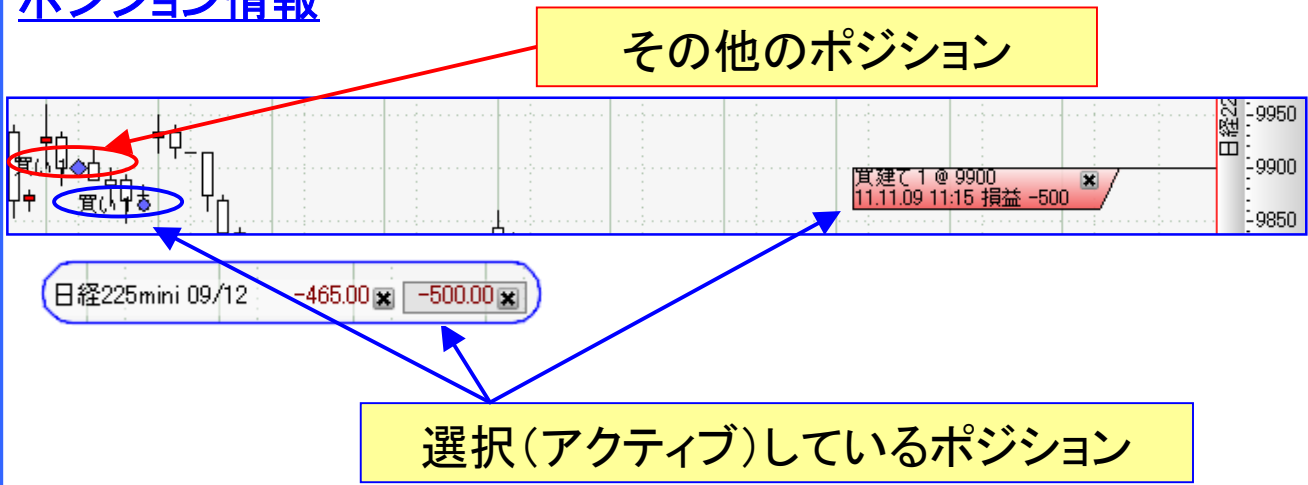 ポジション情報
その他のポジション
日経22
9950
買い 1
9900
買建て 1 @ 9900
11.11.09 11:15 損益 -500
買い 1
9850
日経225mini 09/12 -465.00 -500.00
選択(アクティブ)しているポジション